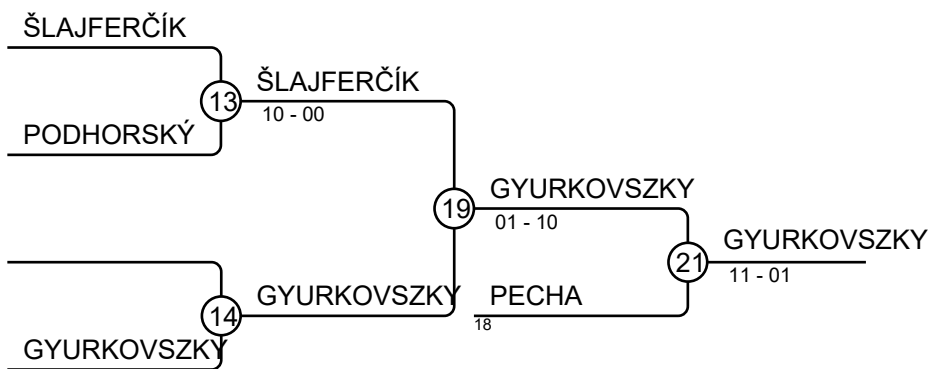 ŠLAJFERČÍK
13
ŠLAJFERČÍK
10 - 00
PODHORSKÝ
19
GYURKOVSZKY
01 - 10
21
GYURKOVSZKY
11 - 01
14
GYURKOVSZKY
PECHA
18
GYURKOVSZKY